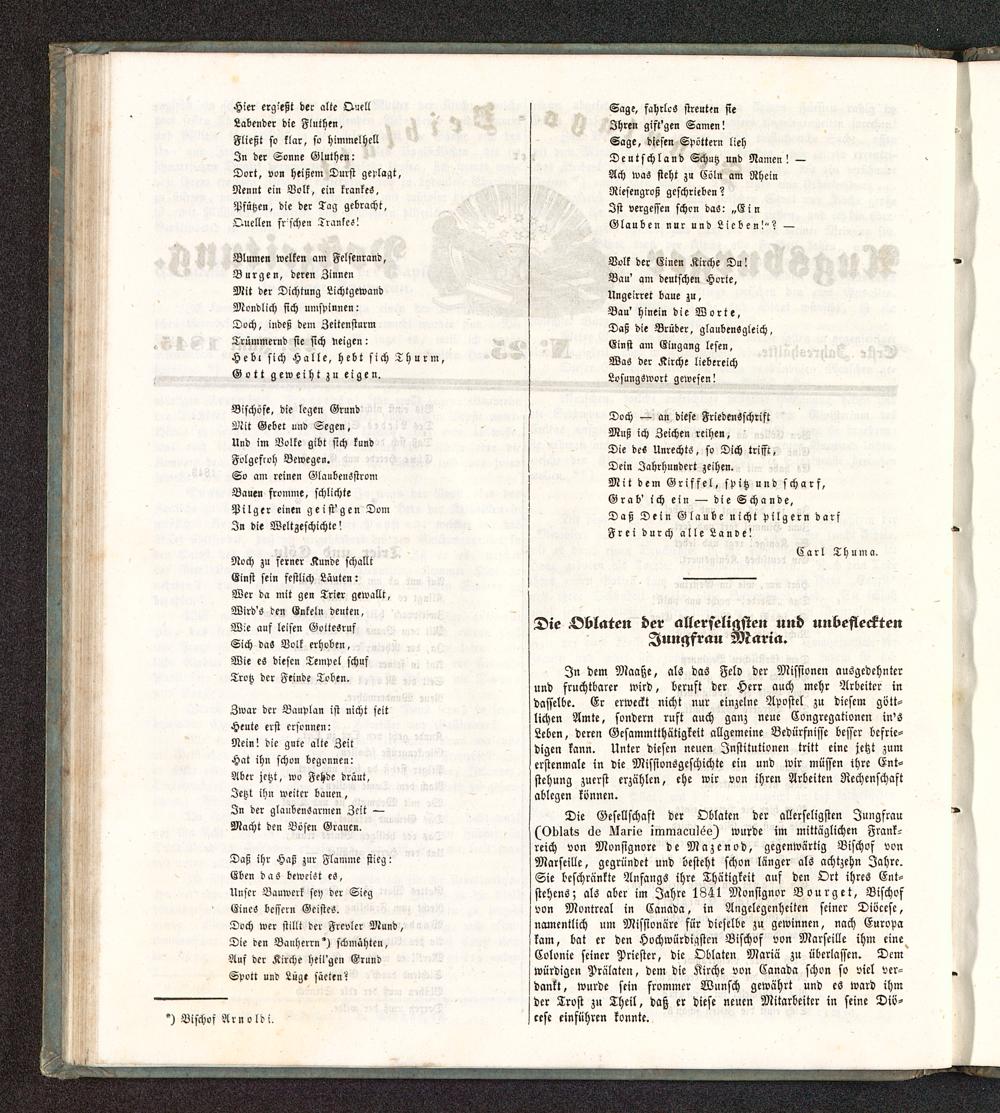 Hier ergießt der alte Quell
Labender die Fluthen,
Fließt so klar, so himmelhell
In der Sonne Gluthen:
Dort, von heißem Durst geplagt,
Nennt ein Volk, ein krankes,
Pfützen, die der Tag gebracht,
Quellen frischen Trankes!
Blumen welken am Felsenrand,
Burgen, deren Zinnen
Mit der Dichtung Lichtgewand
Mondlich sich umspinnen:
Doch, indeß dem Zeitensturm
Trümmernd sie sich neigen:
Hebt sich Halle, hebt sich Thurm,
Gott geweiht zu eigen.
Bischöfe, die legen Grund
Mit Gebet und Segen,
Und im Volke gibt sich kund
Folgefroh Bewegen.
So am reinen Glaubensstrom
Bauen fromme, schlichte
Pilger einen geist'gen Dom
In die Weltgeschichte!
Noch zu ferner Kunde schallt
Einst sein festlich Läuten:
Wer da mit gen Trier gewallt,
Wird's den Enkeln deuten,
Wie auf leisen Gottesruf
Sich das Volk erhoben,
Wie es diesen Tempel schuf
Trotz der Feinde Toben.
Zwar der Bauplan ist nicht seit
Heute erst ersonnen:
Nein! die gute alte Zeit
Hat ihn schon begonnen:
Aber jetzt, wo Fehde dräut,
Jetzt ihn weiter bauen,
In der glaubensarmen Zeit —
Macht den Bösen Grauen.
Daß ihr Haß zur Flamme stieg:
Eben das beweist es,
Unser Bauwerk sey der Sieg
Eines bessern Geistes.
Doch wer stillt der Frevler Mund,
Die den Bauherrn*) schmähten,
Auf der Kirche heil'gen Grund
Spott und Lüge säeten?
*) Bischof Arnoldi.
Sage, fahrlos streuten sie
Ihren gift'gen Samen!
Sage, diesen Spöttern lieh
Deutschland Schutz und Namen! —
Ach was steht zu Cöln am Rhein
Riesengroß geschrieben?
Ist vergessen schon das: „Ein
Glauben nur und Lieben!"? —
Volk der Einen Kirche Du!
Bau' am deutschen Horte,
Ungeirret baue zu,
Bau' hinein die Worte,
Daß die Brüder, glaubensgleich,
Einst am Eingang lesen,
Was der Kirche liebereich
Losungswort gewesen!
Doch — an diese Friedensschrift
Muß ich Zeichen reihen,
Die des Unrechts, so Dich trifft,
Dein Jahrhundert zeihen.
Mit dem Griffel, spitz und scharf,
Grab' ich ein — die Schande,
Daß Dein Glaube nicht pilgern darf
Frei durch alle Lande!
Carl Thuma.
Die Oblaten der allerseligsten und unbefleckten
Jungfrau Maria.
In dem Maaße, als das Feld der Missionen ausgedehnter
und fruchtbarer wird, beruft der Herr auch mehr Arbeiter in
dasselbe. Er erweckt nicht nur einzelne Apostel zu diesem gött-
lichen Amte, sondern ruft auch ganz neue Congregationen in's
Leben, deren Gesammtthätigkeit allgemeine Bedürfnisse besser befrie-
digen kann. Unter diesen neuen Institutionen tritt eine jetzt zum
erstenmale in die Missionsgeschichte ein und wir müssen ihre Ent-
stehung zuerst erzählen, ehe wir von ihren Arbeiten Rechenschaft
ablegen können.
Die Gesellschaft der Oblaten der allerseligsten Jungfrau
(Oblats de Marie immaculée) wurde im mittäglichen Frank-
reich von Monsignore de Mazenod, gegenwärtig Bischof von
Marseille, gegründet und besteht schon länger als achtzehn Jahre.
Sie beschränkte Anfangs ihre Thätigkeit auf den Ort ihres Ent-
stehens; als aber im Jahre 1841 Monsignor Bourget, Bischof
von Montreal in Canada, in Angelegenheiten seiner Diöcese,
namentlich um Missionäre für dieselbe zu gewinnen, nach Europa
kam, bat er den Hochwürdigsten Bischof von Marseille ihm eine
Colonie seiner Priester, die Oblaten Mariä zu überlassen. Dem
würdigen Prälaten, dem die Kirche von Canada schon so viel ver-
dankt, wurde sein frommer Wunsch gewährt und es ward ihm
der Trost zu Theil, daß er diese neuen Mitarbeiter in seine Diö-
cese einführen konnte.